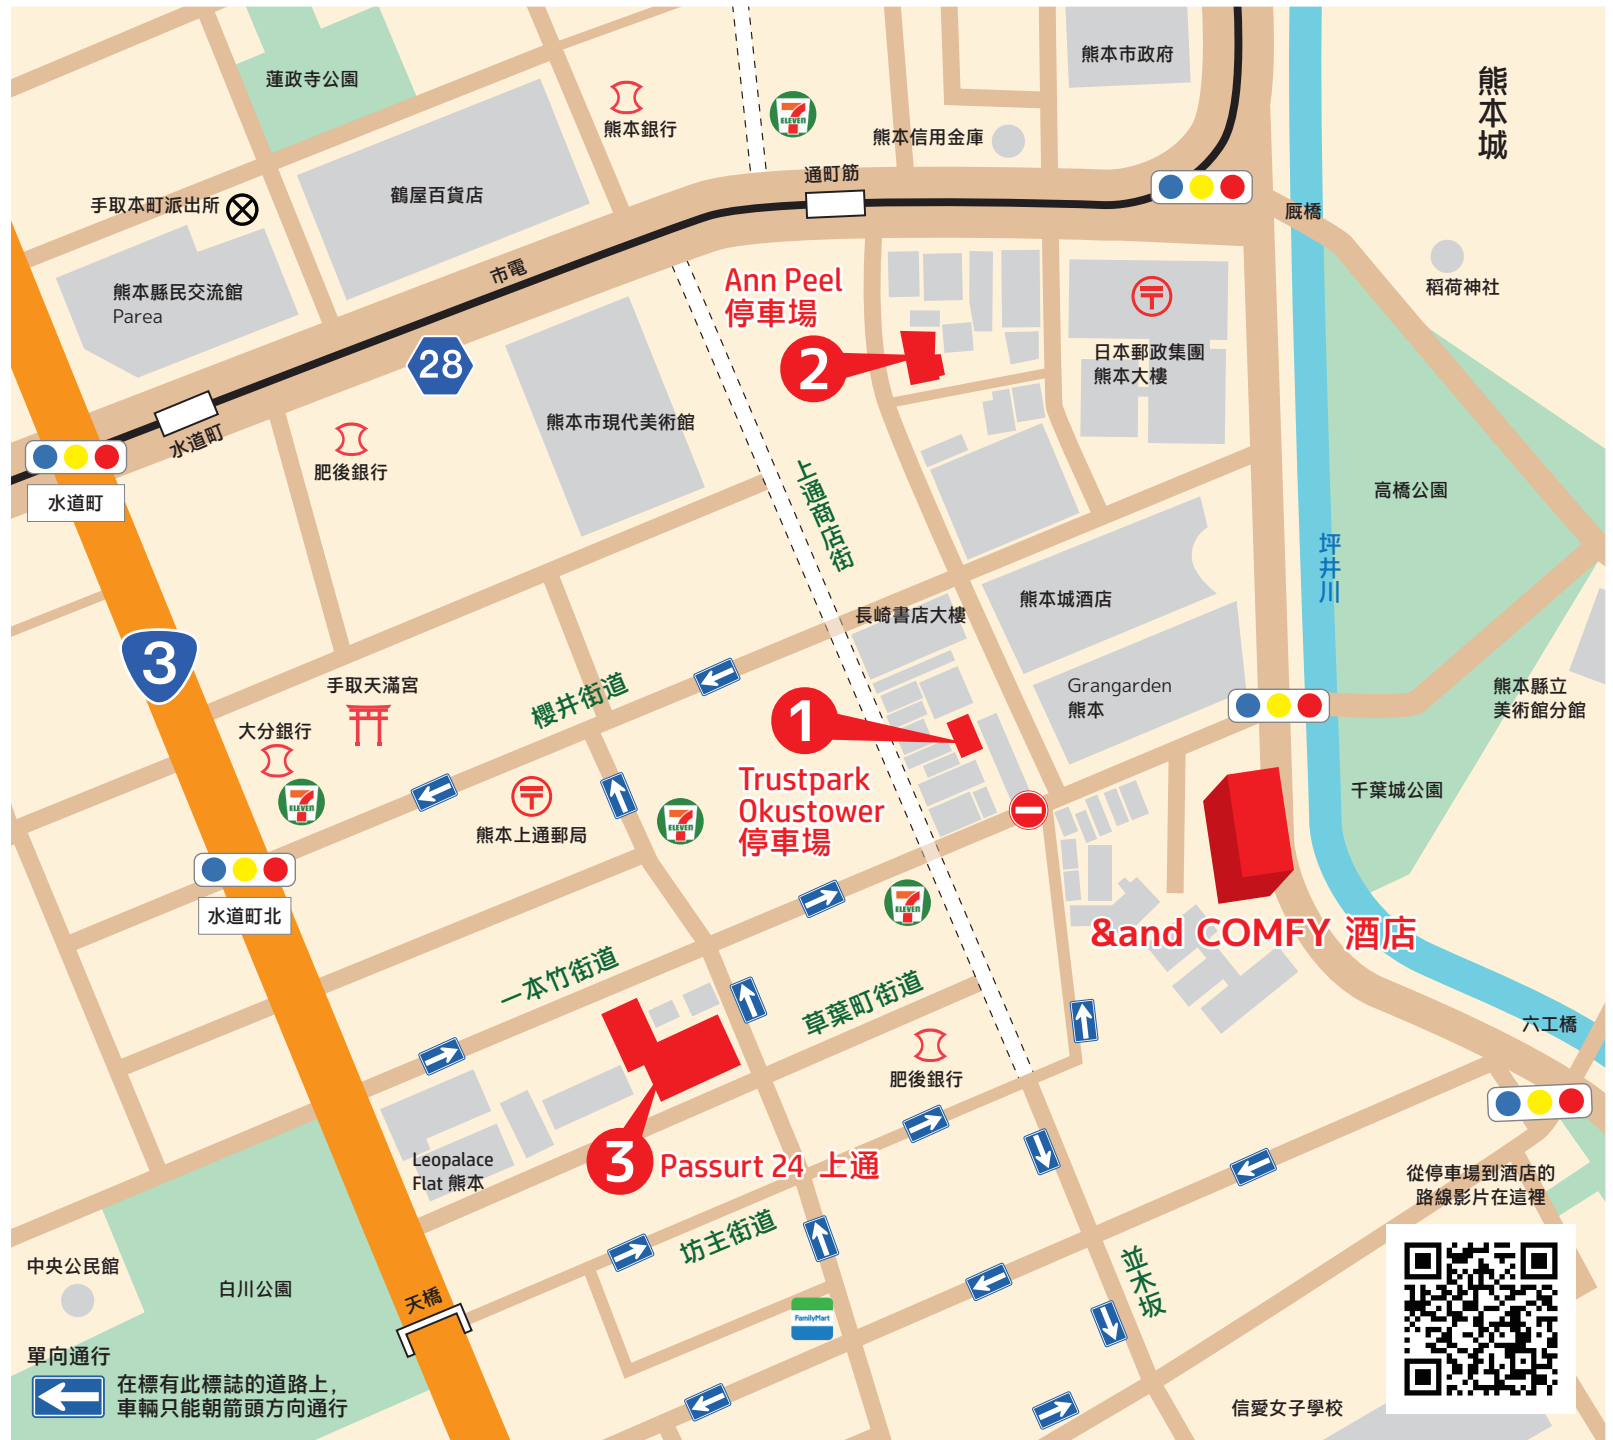 蓮政寺公園
熊本銀行
7
ELEVEN
熊本信用金庫
熊本市政府
熊本城
手取本町派出所
鶴屋百貨店
通町筋
厩橋
稻荷神社
熊本縣民交流館
Parea
市電
Ann Peel
停車場
2
日本郵政集團
熊本大樓
28
熊本市現代美術館
水道町
水道町
肥後銀行
上通商店街
高橋公園
坪井川
3
長崎書店大樓
熊本城酒店
手取天滿宮
櫻井街道
大分銀行
7
ELEVEN
熊本上通郵局
7
ELEVEN
1
Trustpark
Okustower
停車場
Grangarden
熊本
熊本縣立
美術館分館
千葉城公園
水道町北
7
ELEVEN
&and COMFY 酒店
一本竹街道
草葉町街道
肥後銀行
六工橋
Leopalace
Flat 熊本
3
Passurt 24 上通
坊主街道
並木坂
從停車場到酒店的
路線影片在這裡
中央公民館
白川公園
天橋
FamilyMart
信愛女子學校
單向通行
在標有此標誌的道路上，
車輛只能朝箭頭方向通行